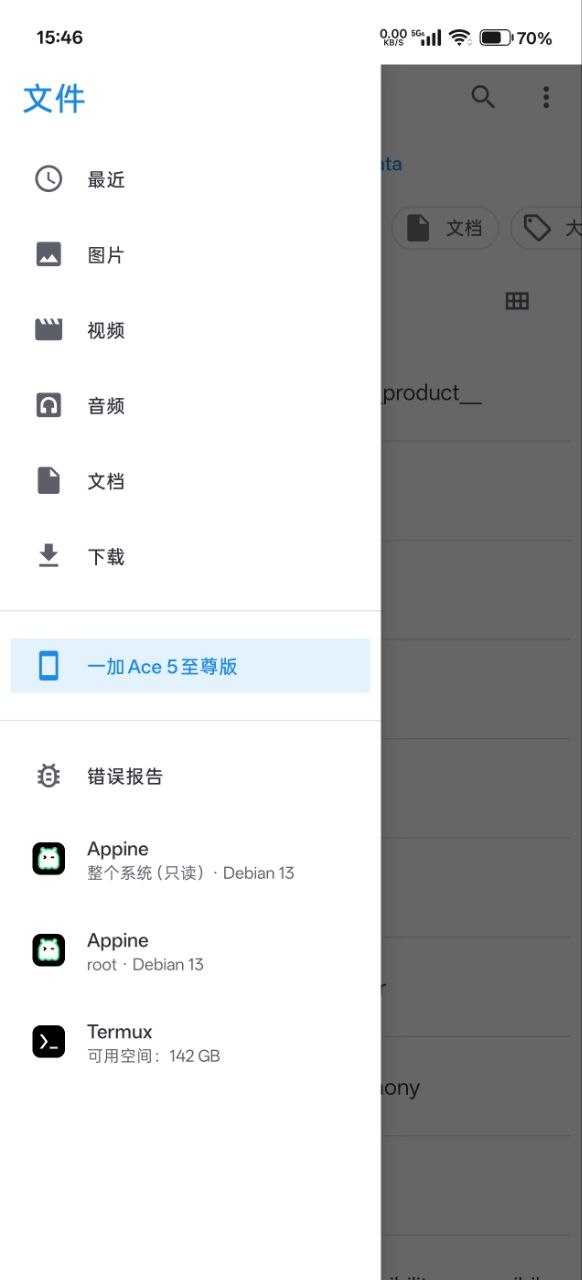 15:46
0.00 KB/S 5G 70%
文件
最近
图片
视频
音频
文档
下载
一加 Ace 5 至尊版
错误报告
Appine
整个系统 (只读) · Debian 13
Appine
root · Debian 13
Termux
可用空间：142 GB
ata
文档
大
product__
ony